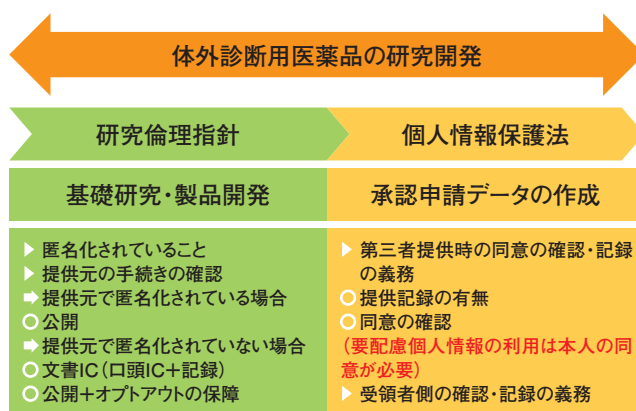 体外診断用医薬品の研究開発
研究倫理指針
個人情報保護法
基礎研究・製品開発
承認申請データの作成
▶ 匿名化されていること
▶ 提供元の手続きの確認
➡ 提供元で匿名化されている場合
○ 公開
➡ 提供元で匿名化されていない場合
○ 文書IC(口頭IC+記録)
○ 公開+オプトアウトの保障
▶ 第三者提供時の同意の確認・記録
の義務
○ 提供記録の有無
○ 同意の確認
(要配慮個人情報の利用は本人の同
意が必要)
▶ 受領者側の確認・記録の義務